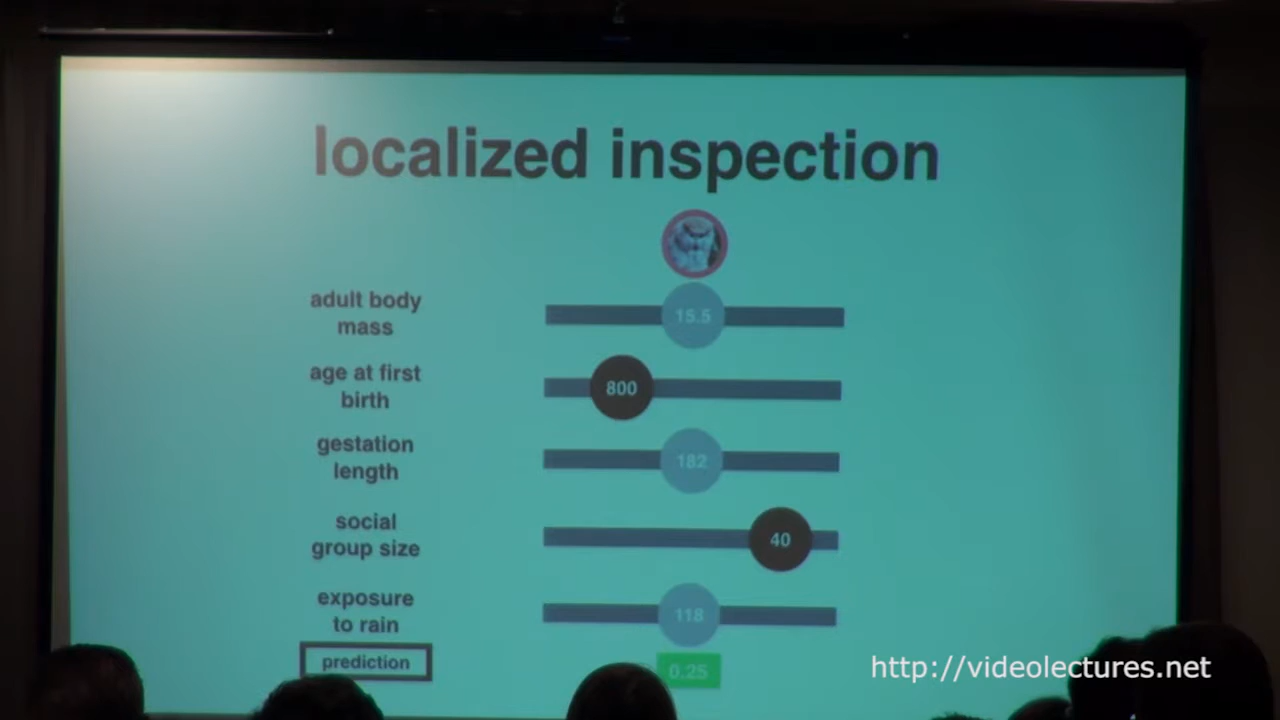 localized inspection
adult body
mass
15.5
age at first
birth
800
gestation
length
182
social
group size
40
exposure
to rain
118
prediction
0.25
http://videolectures.net